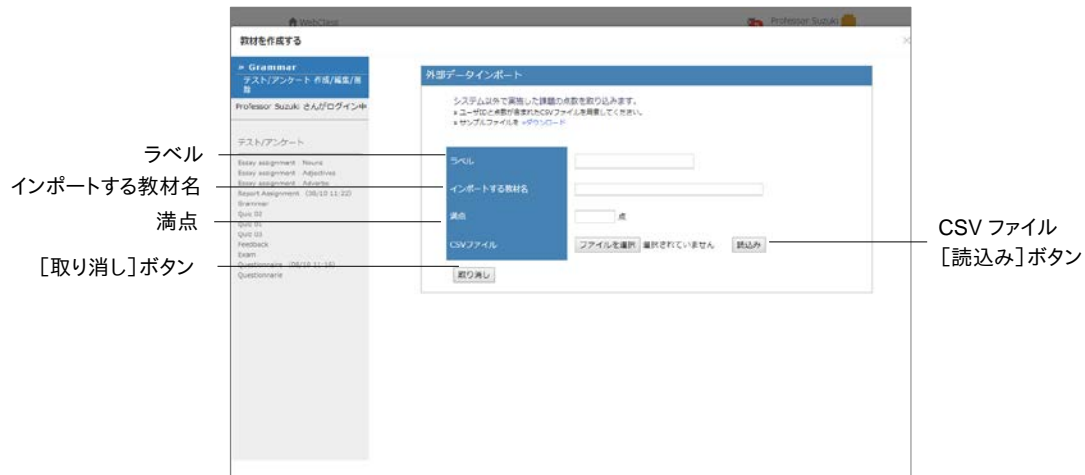 WebClass
Professor Suzuki
教材を作成する
» Grammar
テスト/アンケート 作成/編集/削除
Professor Suzuki さんがログイン中
テスト/アンケート
Essay assignment Nouns
Essay assignment Adjectives
Essay assignment Adverbs
Report Assignment (08/10 11:22)
Grammar
Quiz 02
Quiz 01
Quiz 03
Feedback
Exam
Questionnaire (08/10 11:16)
Questionnaire
外部データインポート
システム以外で実施した課題の点数を取り込みます。
» ユーザIDと点数が含まれたCSVファイルを用意してください。
» サンプルファイルを »ダウンロード
ラベル
インポートする教材名
満点
点
CSVファイル
ファイルを選択 選択されていません 読込み
取り消し
ラベル
インポートする教材名
満点
［取り消し］ボタン
CSV ファイル
［読込み］ボタン